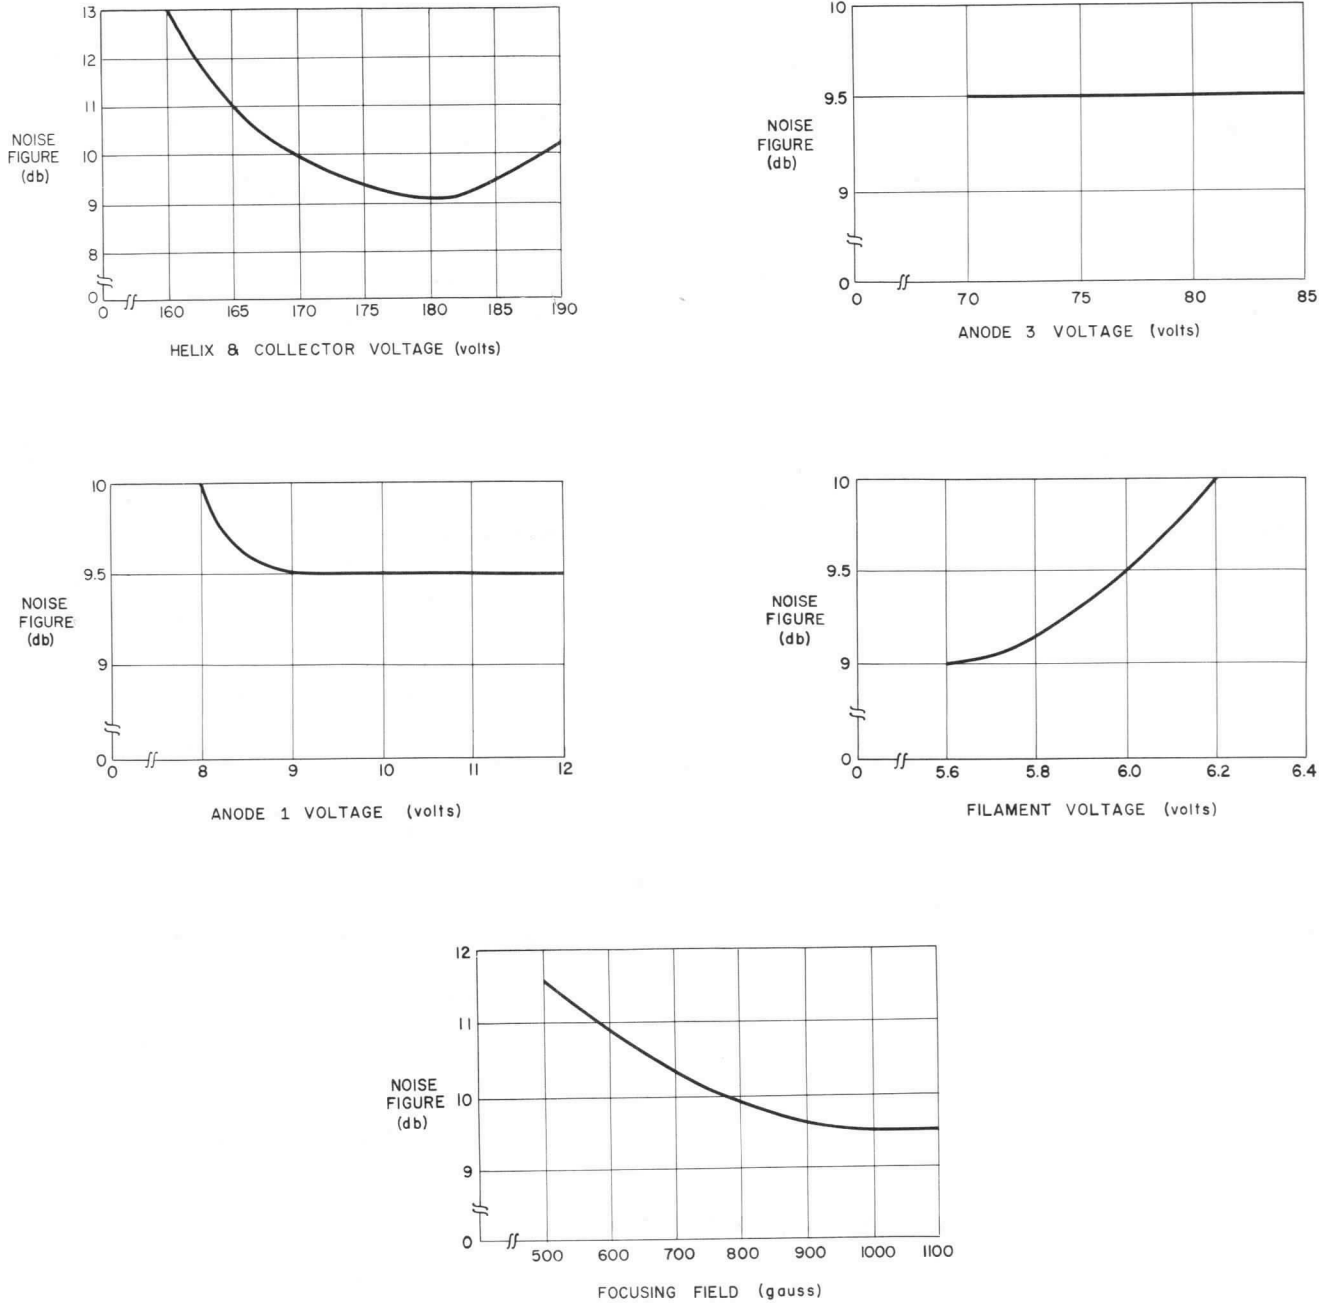 13
12
11
10
9
8
0
NOISE
FIGURE
(db)
0 160 165 170 175 180 185 190
HELIX & COLLECTOR VOLTAGE (volts)
10
9.5
9
0
NOISE
FIGURE
(db)
0 70 75 80 85
ANODE 3 VOLTAGE (volts)
10
9.5
9
0
NOISE
FIGURE
(db)
0 8 9 10 11 12
ANODE 1 VOLTAGE (volts)
10
9.5
9
0
NOISE
FIGURE
(db)
0 5.6 5.8 6.0 6.2 6.4
FILAMENT VOLTAGE (volts)
12
11
10
9
0
NOISE
FIGURE
(db)
500 600 700 800 900 1000 1100
FOCUSING FIELD (gauss)